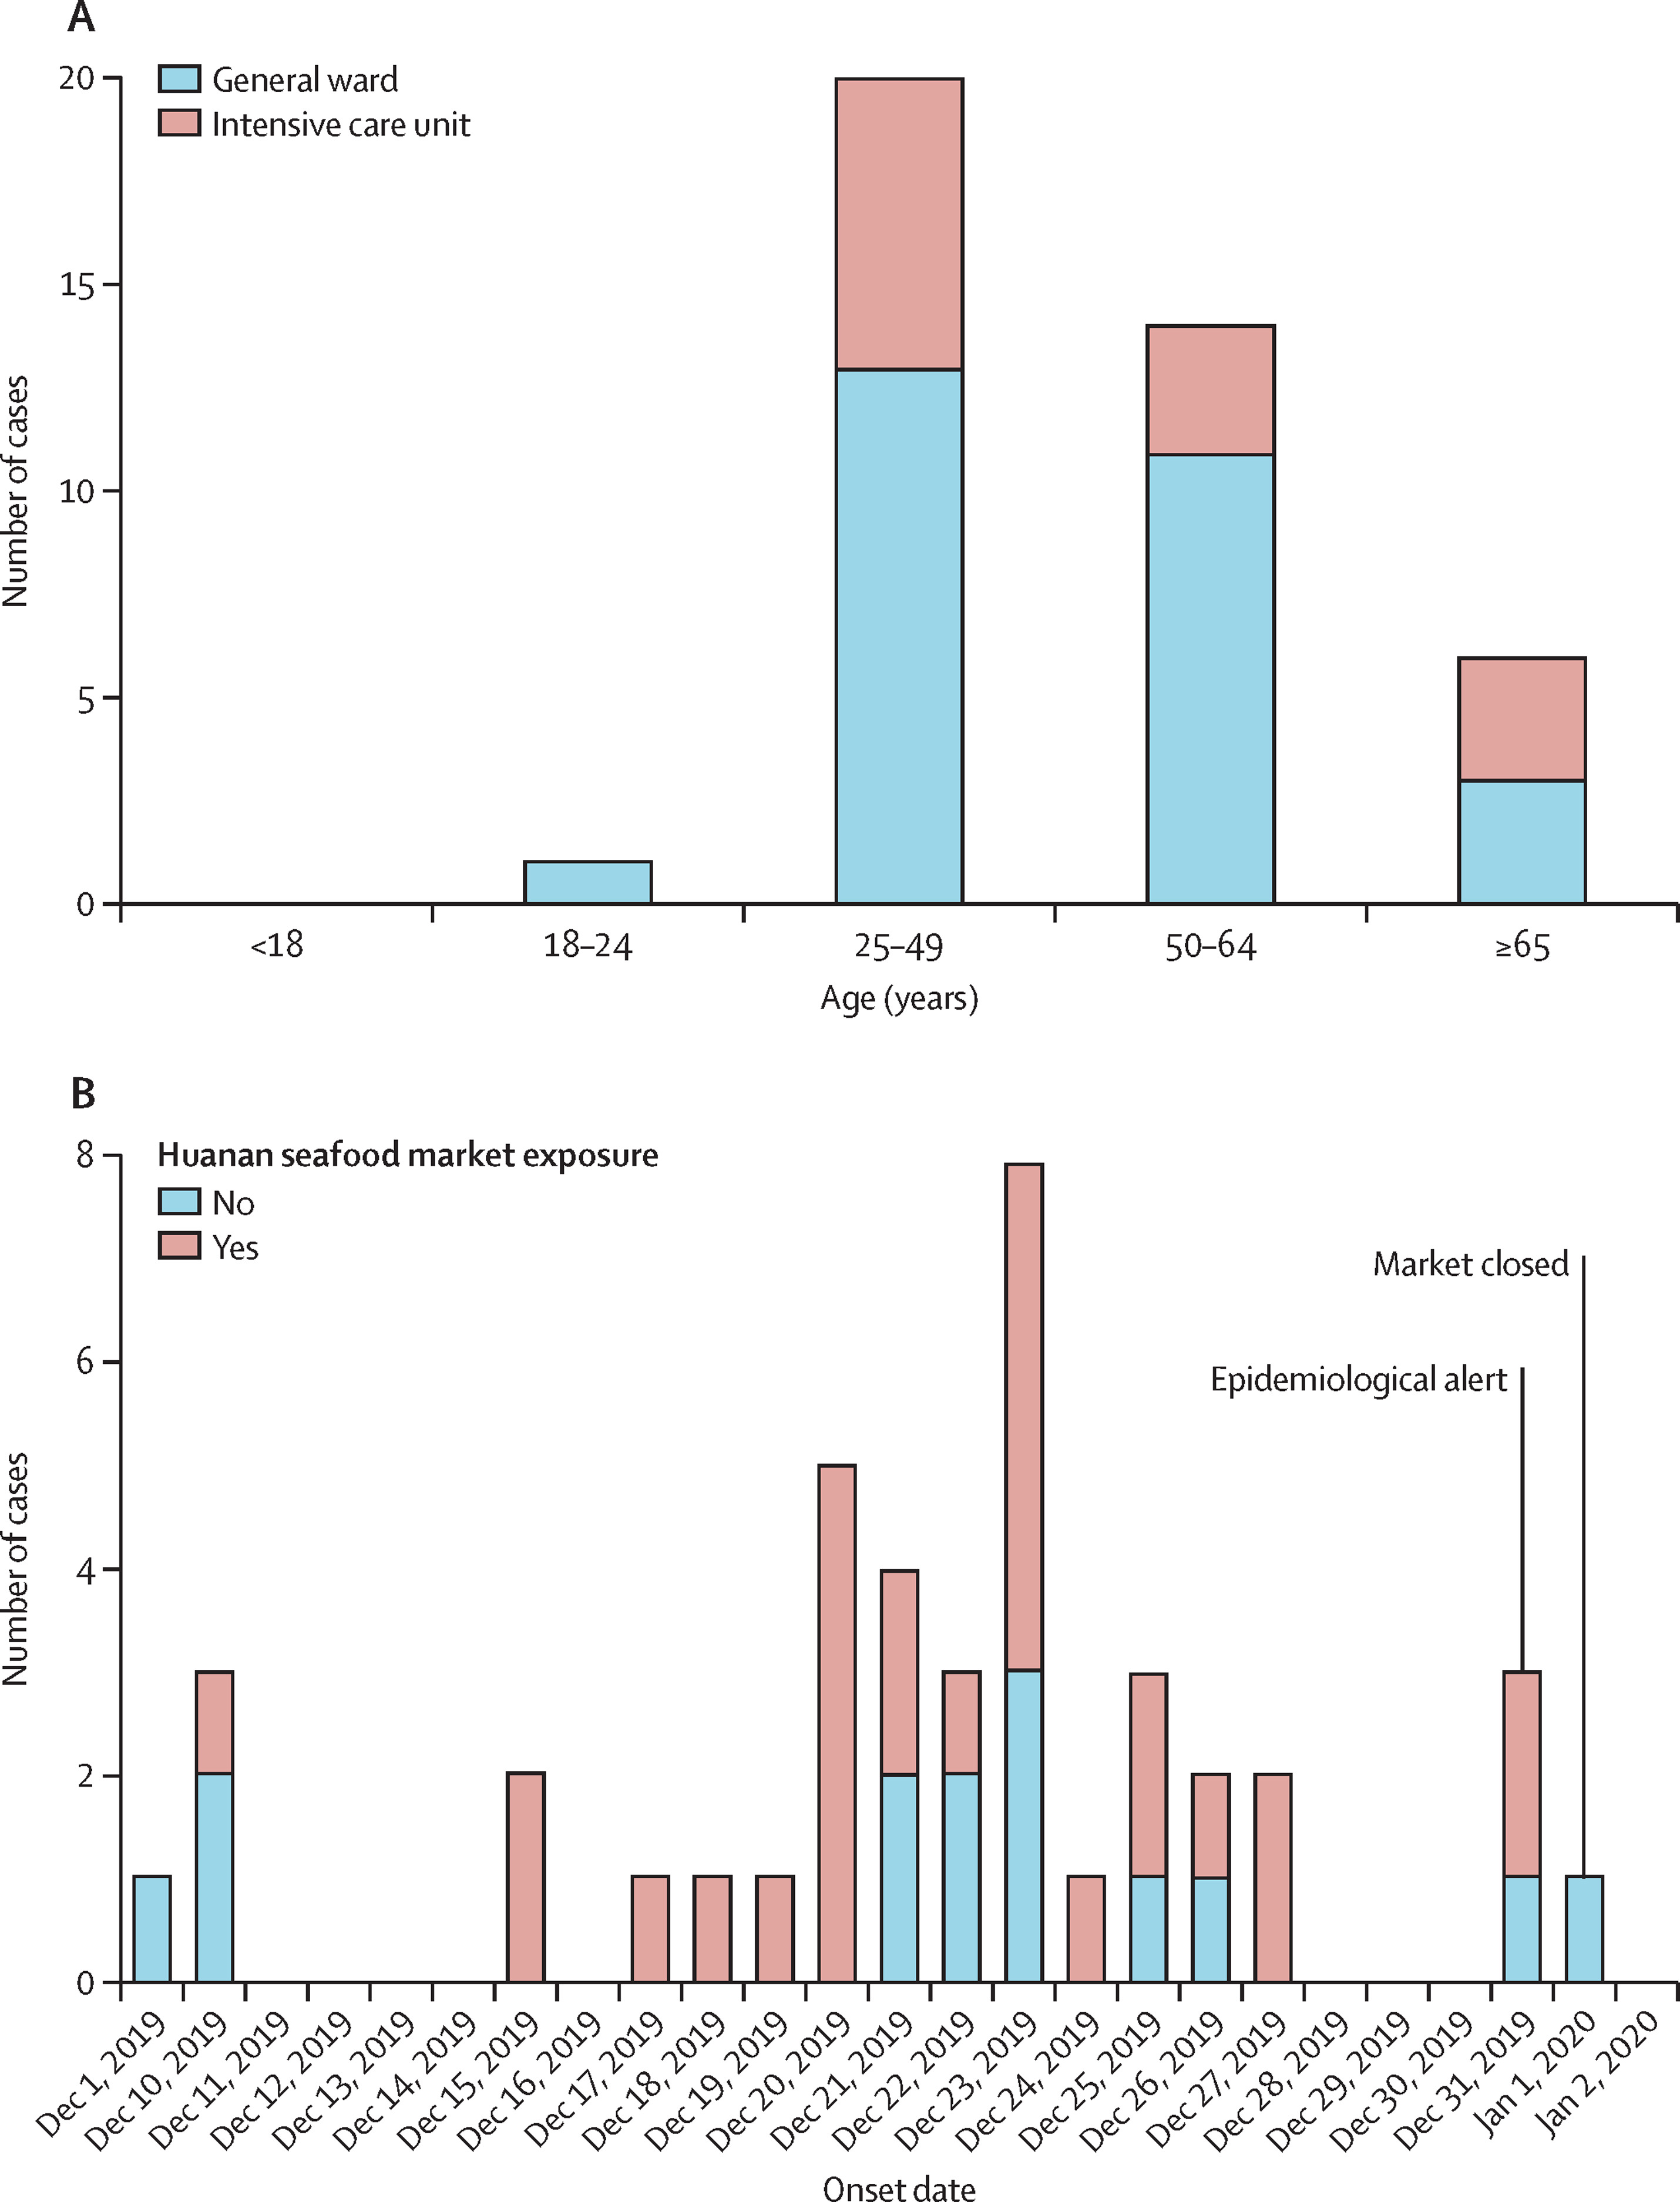 A
20
15
10
5
0
General ward
Intensive care unit
Number of cases
<18
18–24
25–49
50–64
≥65
Age (years)
B
8
6
4
2
0
Huanan seafood market exposure
No
Yes
Market closed
Epidemiological alert
Number of cases
Dec 1, 2019
Dec 10, 2019
Dec 11, 2019
Dec 12, 2019
Dec 13, 2019
Dec 14, 2019
Dec 15, 2019
Dec 16, 2019
Dec 17, 2019
Dec 18, 2019
Dec 19, 2019
Dec 20, 2019
Dec 21, 2019
Dec 22, 2019
Dec 23, 2019
Dec 24, 2019
Dec 25, 2019
Dec 26, 2019
Dec 27, 2019
Dec 28, 2019
Dec 29, 2019
Dec 30, 2019
Dec 31, 2019
Jan 1, 2020
Jan 2, 2020
Onset date